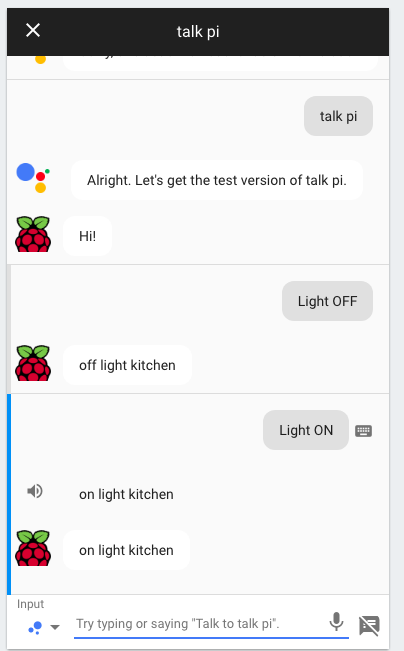 talk pi
talk pi
Alright. Let's get the test version of talk pi.
Hi!
Light OFF
off light kitchen
Light ON
on light kitchen
on light kitchen
Input
Try typing or saying "Talk to talk pi".